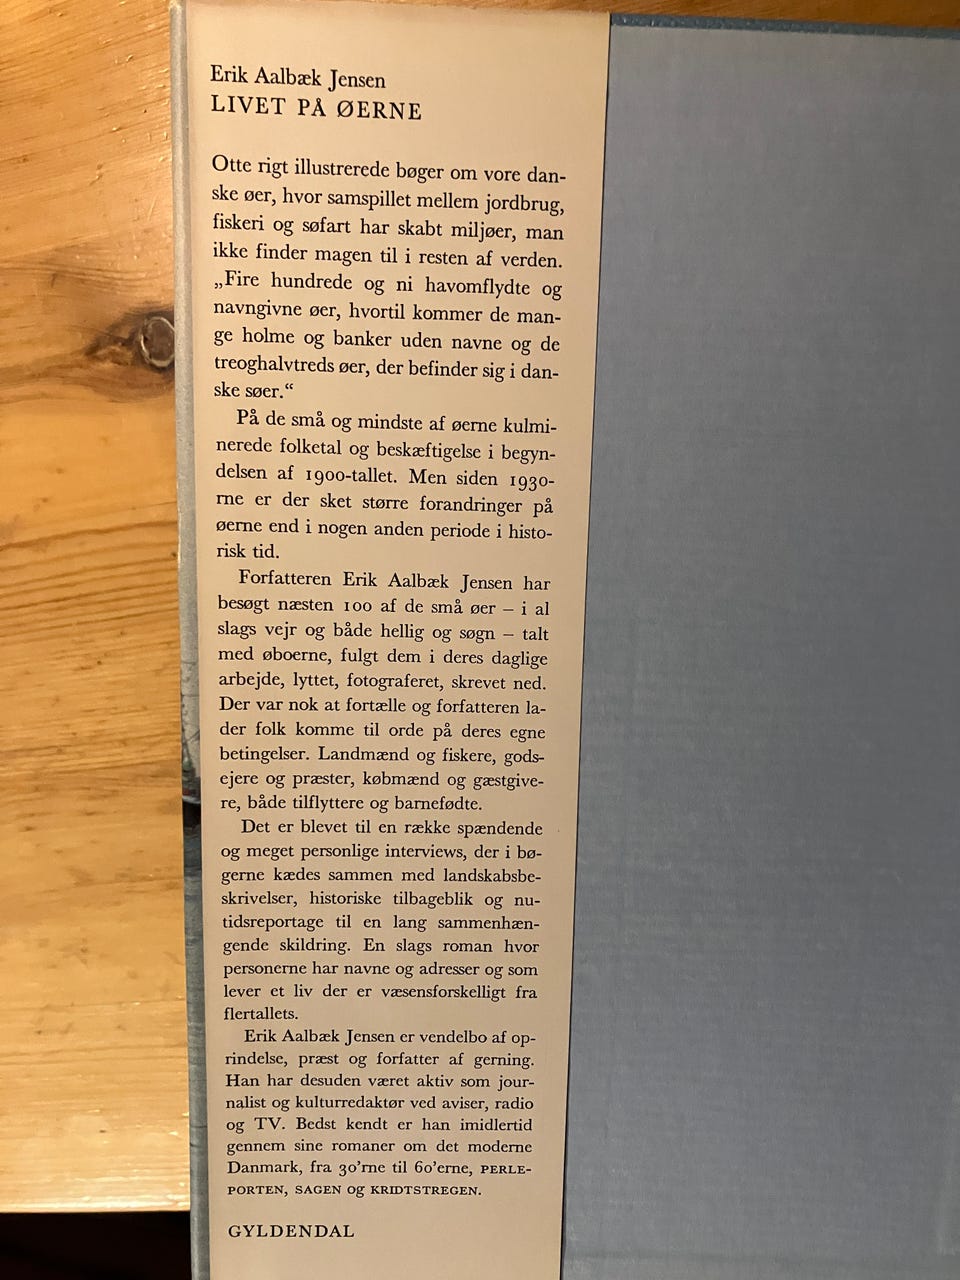 Erik Aalbæk Jensen
LIVET PÅ ØERNE
Otte rigt illustrerede bøger om vore dan-
ske øer, hvor samspillet mellem jordbrug,
fiskeri og søfart har skabt miljøer, man
ikke finder magen til i resten af verden.
„Fire hundrede og ni havomflydte og
navngivne øer, hvortil kommer de man-
ge holme og banker uden navne og de
treoghalvtreds øer, der befinder sig i dan-
ske søer.“
På de små og mindste af øerne kulmi-
nerede folketal og beskæftigelse i begyn-
delsen af 1900-tallet. Men siden 1930-
rne er der sket større forandringer på
øerne end i nogen anden periode i histo-
risk tid.
Forfatteren Erik Aalbæk Jensen har
besøgt næsten 100 af de små øer – i al
slags vejr og både hellig og søgn – talt
med øboerne, fulgt dem i deres daglige
arbejde, lyttet, fotograferet, skrevet ned.
Der var nok at fortælle og forfatteren la-
der folk komme til orde på deres egne
betingelser. Landmænd og fiskere, gods-
ejere og præster, købmænd og gæstgive-
re, både tilflyttere og barnefødte.
Det er blevet til en række spændende
og meget personlige interviews, der i bø-
gerne kædes sammen med landskabsbe-
skrivelser, historiske tilbageblik og nu-
tidsreportage til en lang sammenhæn-
gende skildring. En slags roman hvor
personerne har navne og adresser og som
lever et liv der er væsensforskelligt fra
flertallets.
Erik Aalbæk Jensen er vendelbo af op-
rindelse, præst og forfatter af gerning.
Han har desuden været aktiv som jour-
nalist og kulturredaktør ved aviser, radio
og TV. Bedst kendt er han imidlertid
gennem sine romaner om det moderne
Danmark, fra 30’rne til 60’erne, PERLE-
PORTEN, SAGEN og KRIDTSTREGEN.
GYLDENDAL